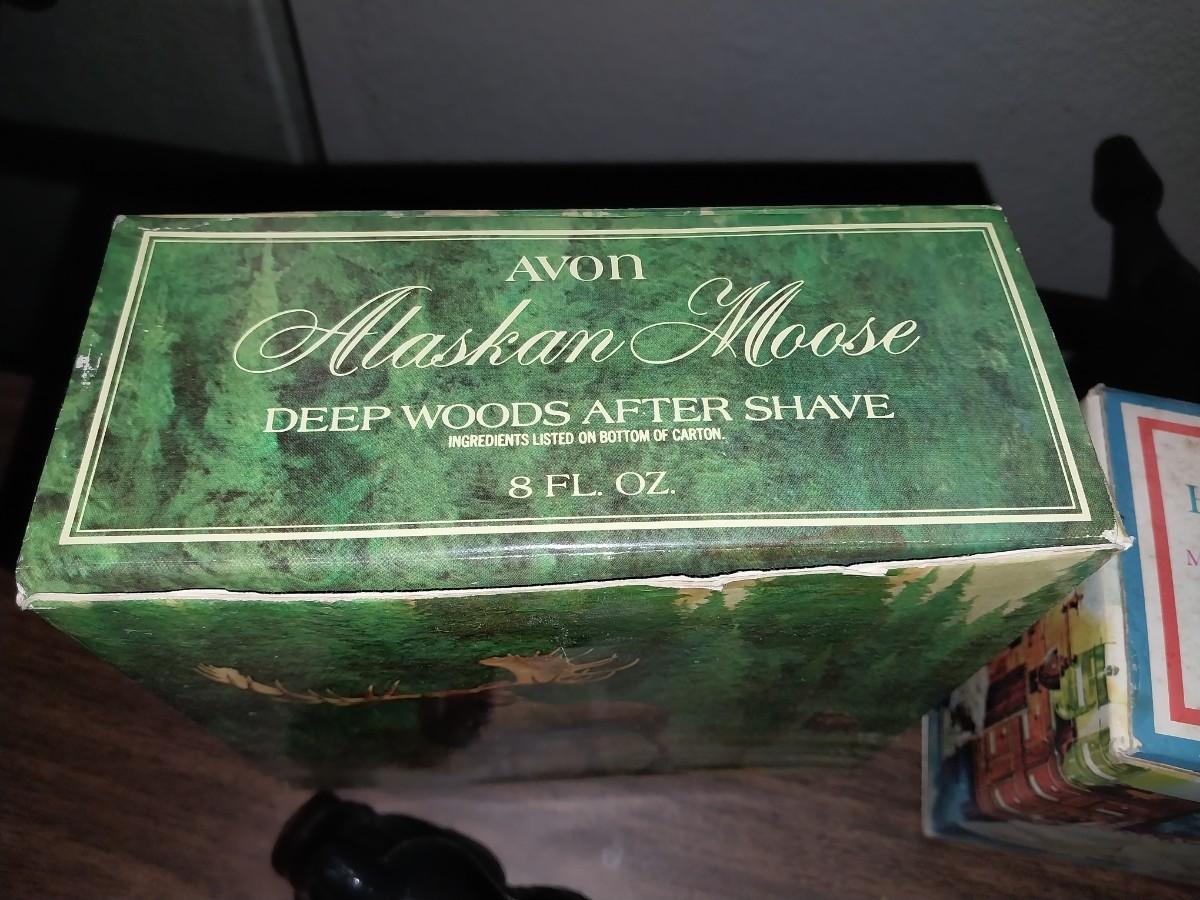 AVON
Alaskan Moose
DEEP WOODS AFTER SHAVE
INGREDIENTS LISTED ON BOTTOM OF CARTON.
8 FL. OZ.